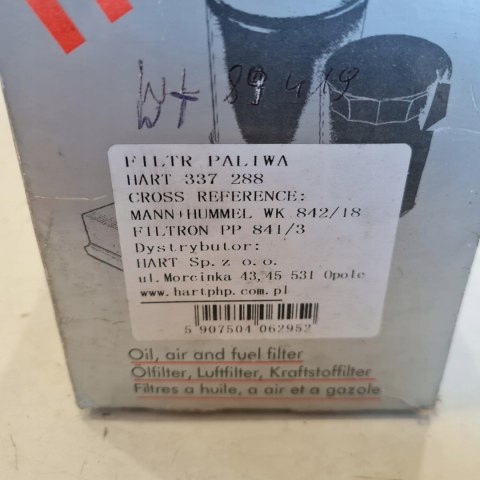 FILTR PALIWA
HART 337 288
CROSS REFERENCE:
MANN+HUMMEL WK 842/18
FILTRON PP 841/3
Dystrybutor:
HART Sp. z o. o.
ul. Morcinka 43, 45 531 Opole
www.hartphp.com.pl
5 907504 062952
Oil, air and fuel filter
Ölfilter, Luftfilter, Kraftstoffilter
Filtres a huile, a air et a gazole